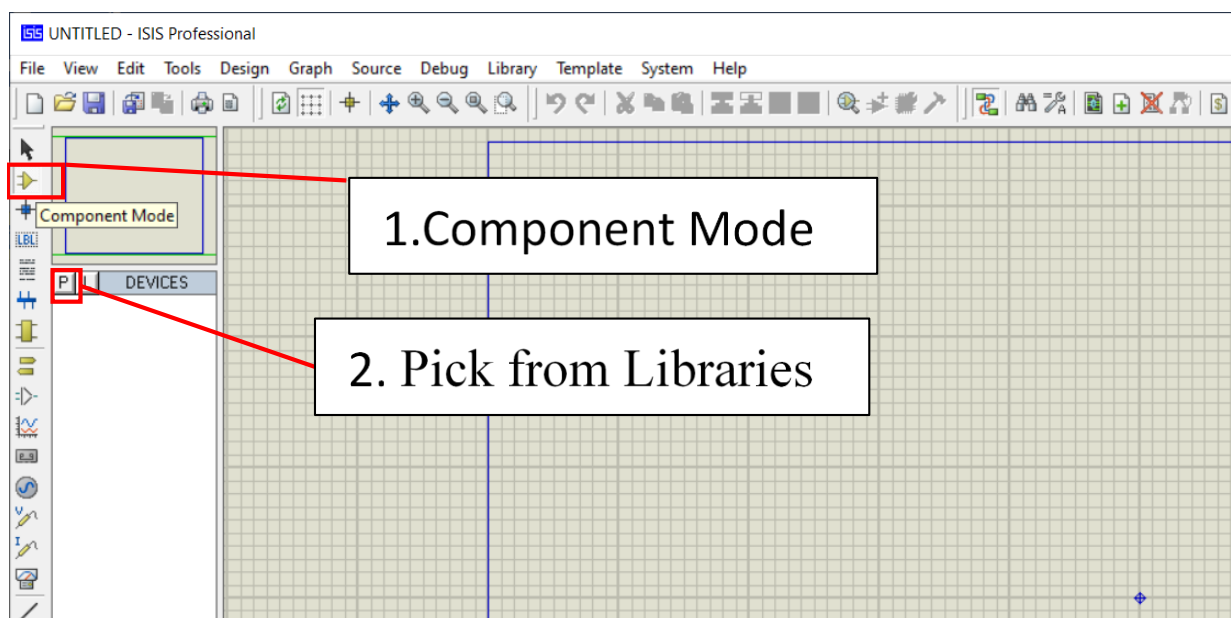 isis UNTITLED - ISIS Professional
File View Edit Tools Design Graph Source Debug Library Template System Help
1.Component Mode
Component Mode
LBL
P L DEVICES
2. Pick from Libraries